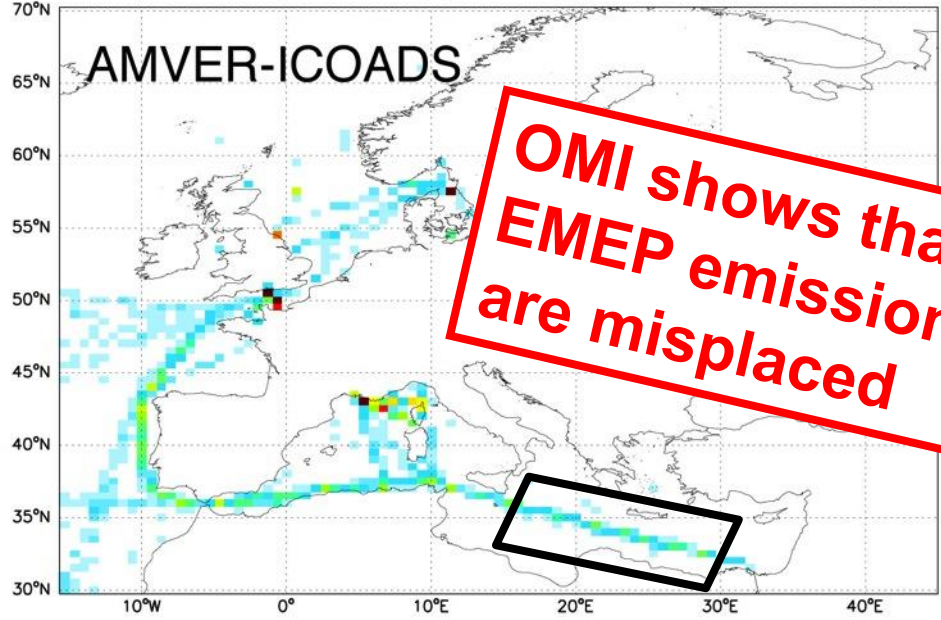 70°N
AMVER-ICOADS
65°N
60°N
55°N
50°N
45°N
40°N
35°N
30°N
OMI shows tha
EMEP emission
are misplaced
10°W 0° 10°E 20°E 30°E 40°E